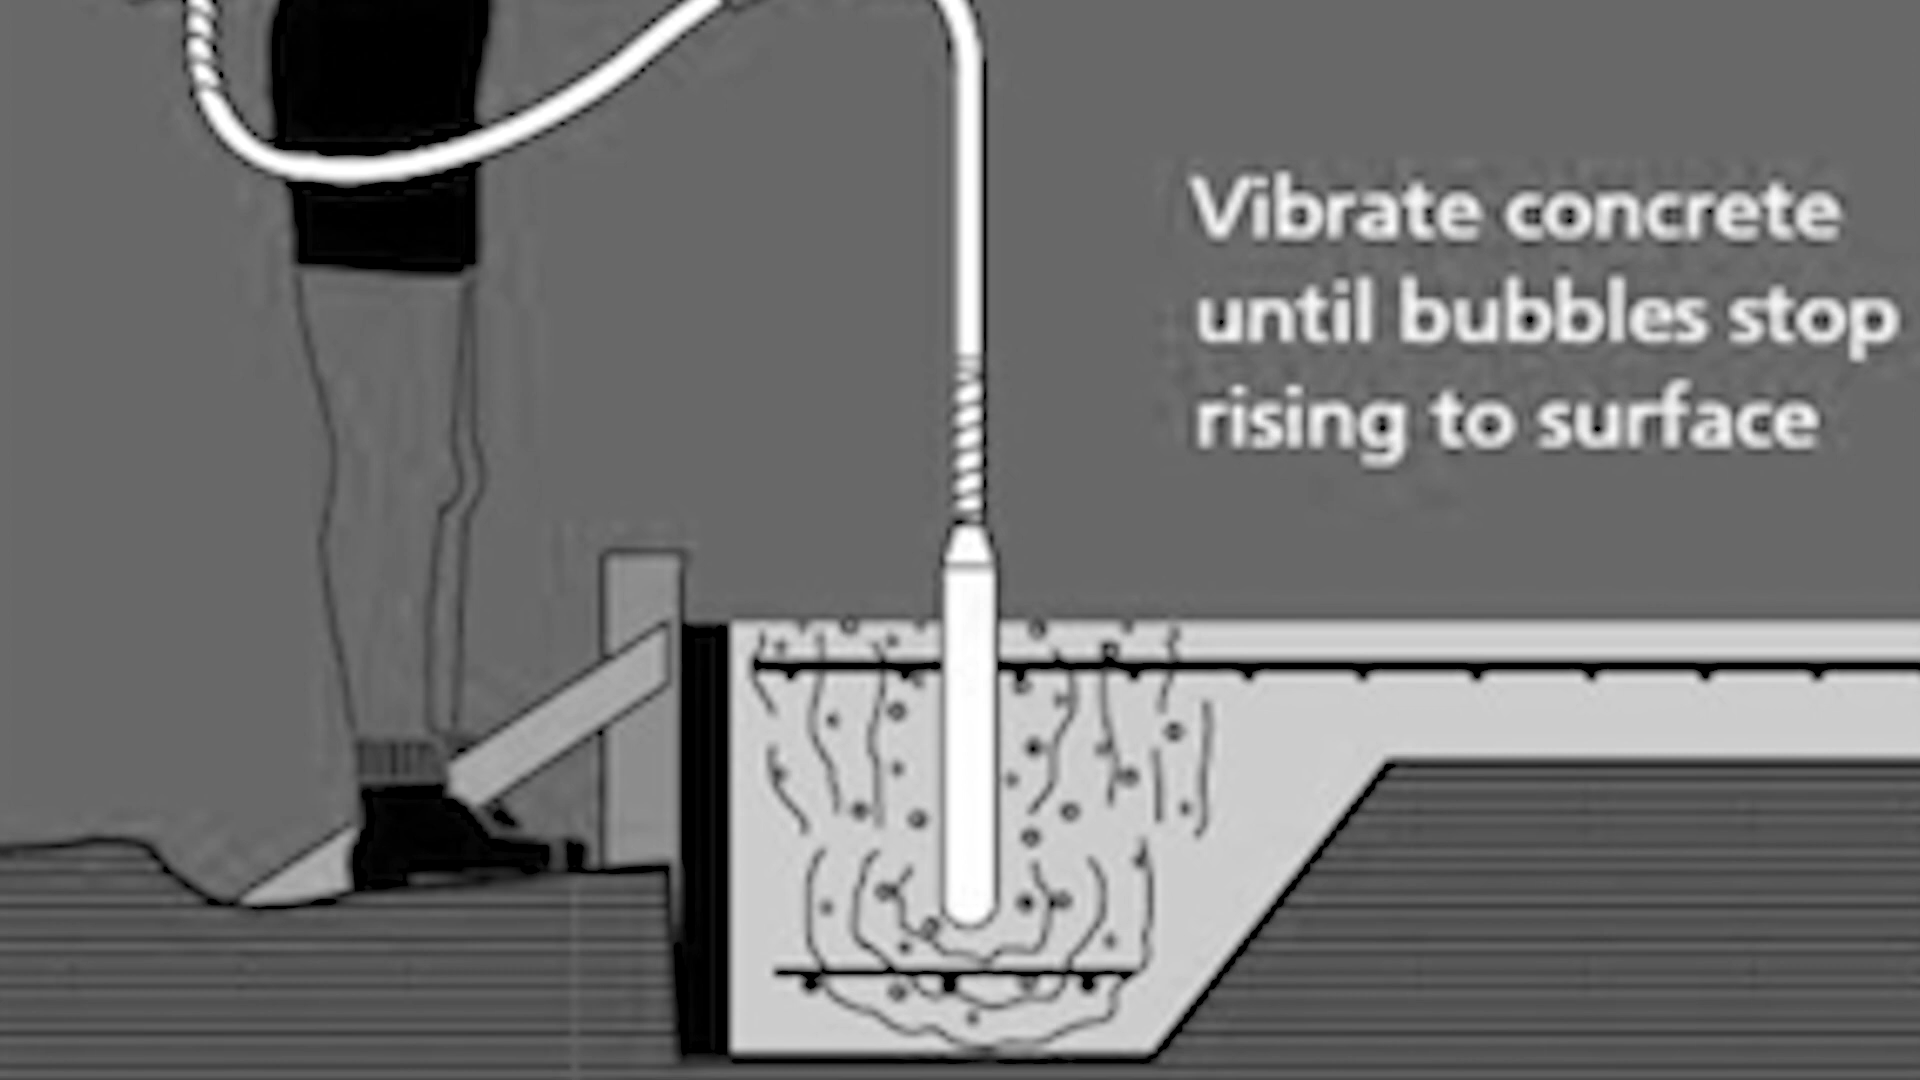 Vibrate concrete
until bubbles stop
rising to surface